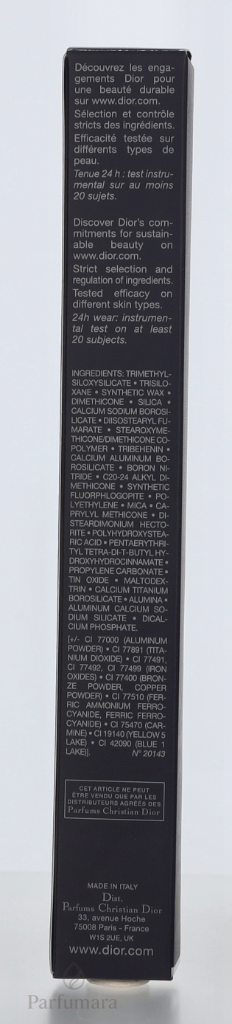 Découvrez les enga-
gements Dior pour
une beauté durable
sur www.dior.com.
Sélection et contrôle
stricts des ingrédients.
Efficacité testée sur
différents types de
peau.
Tenue 24 h : test instru-
mental sur au moins
20 sujets.
Discover Dior's com-
mitments for sustain-
able beauty on
www.dior.com.
Strict selection and
regulation of ingredients.
Tested efficacy on
different skin types.
24h wear: instrumen-
tal test on at least
20 subjects.
INGREDIENTS: TRIMETHYL-
SILOXYSILICATE • TRISILO-
XANE • SYNTHETIC WAX •
DIMETHICONE • SILICA •
CALCIUM SODIUM BOROSI-
LICATE • DIISOSTEARYL FU-
MARATE • STEAROXYME-
THICONE/DIMETHICONE CO-
POLYMER • TRIBEHENIN •
CALCIUM ALUMINUM BO-
ROSILICATE • BORON NI-
TRIDE • C20-24 ALKYL DI-
METHICONE • SYNTHETIC
FLUORPHLOGOPITE • PO-
LYETHYLENE • MICA • CA-
PRYLYL METHICONE • DI-
STEARDIMONIUM HECTO-
RITE • POLYHYDROXYSTEA-
RIC ACID • PENTAERYTHRI-
TYL TETRA-DI-T-BUTYL HY-
DROXYHYDROCINNAMATE •
PROPYLENE CARBONATE •
TIN OXIDE • MALTODEX-
TRIN • CALCIUM TITANIUM
BOROSILICATE • ALUMINA •
ALUMINUM CALCIUM SO-
DIUM SILICATE • DICAL-
CIUM PHOSPHATE.
[+/- CI 77000 (ALUMINUM
POWDER) • CI 77891 (TITA-
NIUM DIOXIDE) • CI 77491,
CI 77492, CI 77499 (IRON
OXIDES) • CI 77400 (BRON-
ZE POWDER, COPPER
POWDER) • CI 77510 (FER-
RIC AMMONIUM FERRO-
CYANIDE, FERRIC FERRO-
CYANIDE) • CI 75470 (CAR-
MINE) • CI 19140 (YELLOW 5
LAKE) • CI 42090 (BLUE 1
LAKE)]. N° 20143
CET ARTICLE NE PEUT
ÊTRE VENDU QUE PAR LES
DISTRIBUTEURS AGRÉÉS DES
Parfums Christian Dior
MADE IN ITALY
Dist.
Parfums Christian Dior
33, avenue Hoche
75008 Paris - France
W1S 2UE, UK
www.dior.com
Parfumara